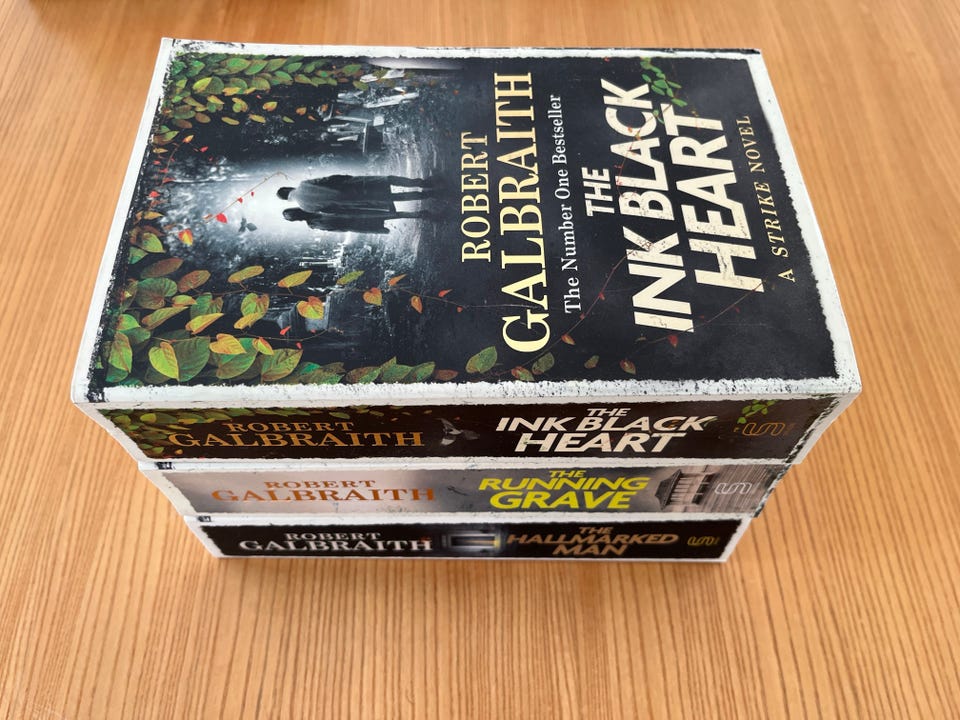 ROBERT
GALBRAITH
The Number One Bestseller
THE
INK BLACK
HEART
A STRIKE NOVEL
ROBERT
GALBRAITH
THE
INK BLACK
HEART
ROBERT
GALBRAITH
THE
RUNNING
GRAVE
ROBERT
GALBRAITH
THE
HALLMARKED
MAN